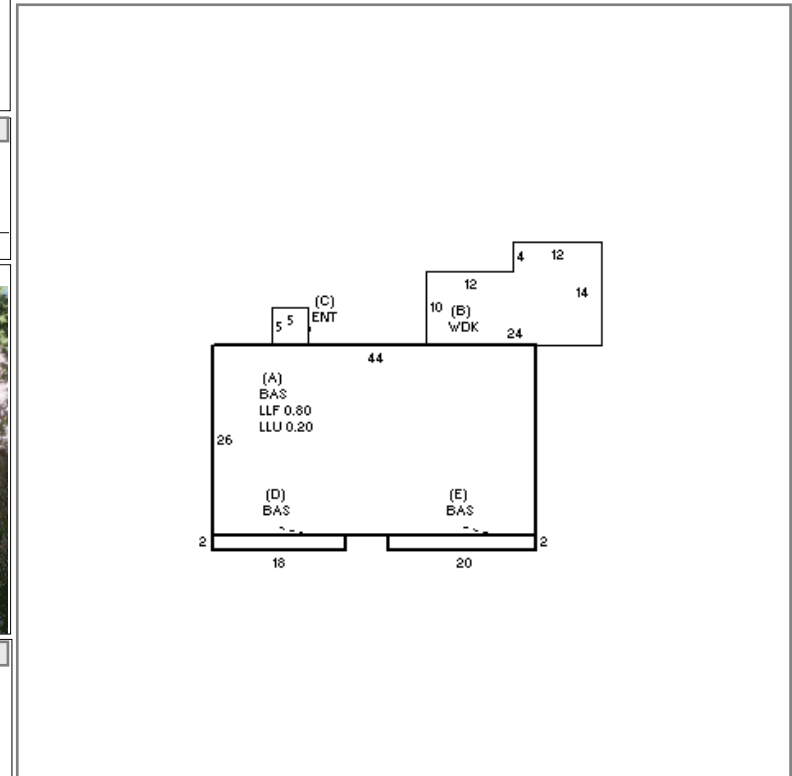 4
12
12
14
10
(B)
WDK
24
(C)
ENT
5
5
44
(A)
BAS
LLF 0.80
LLU 0.20
26
(D)
BAS
(E)
BAS
2
2
18
20